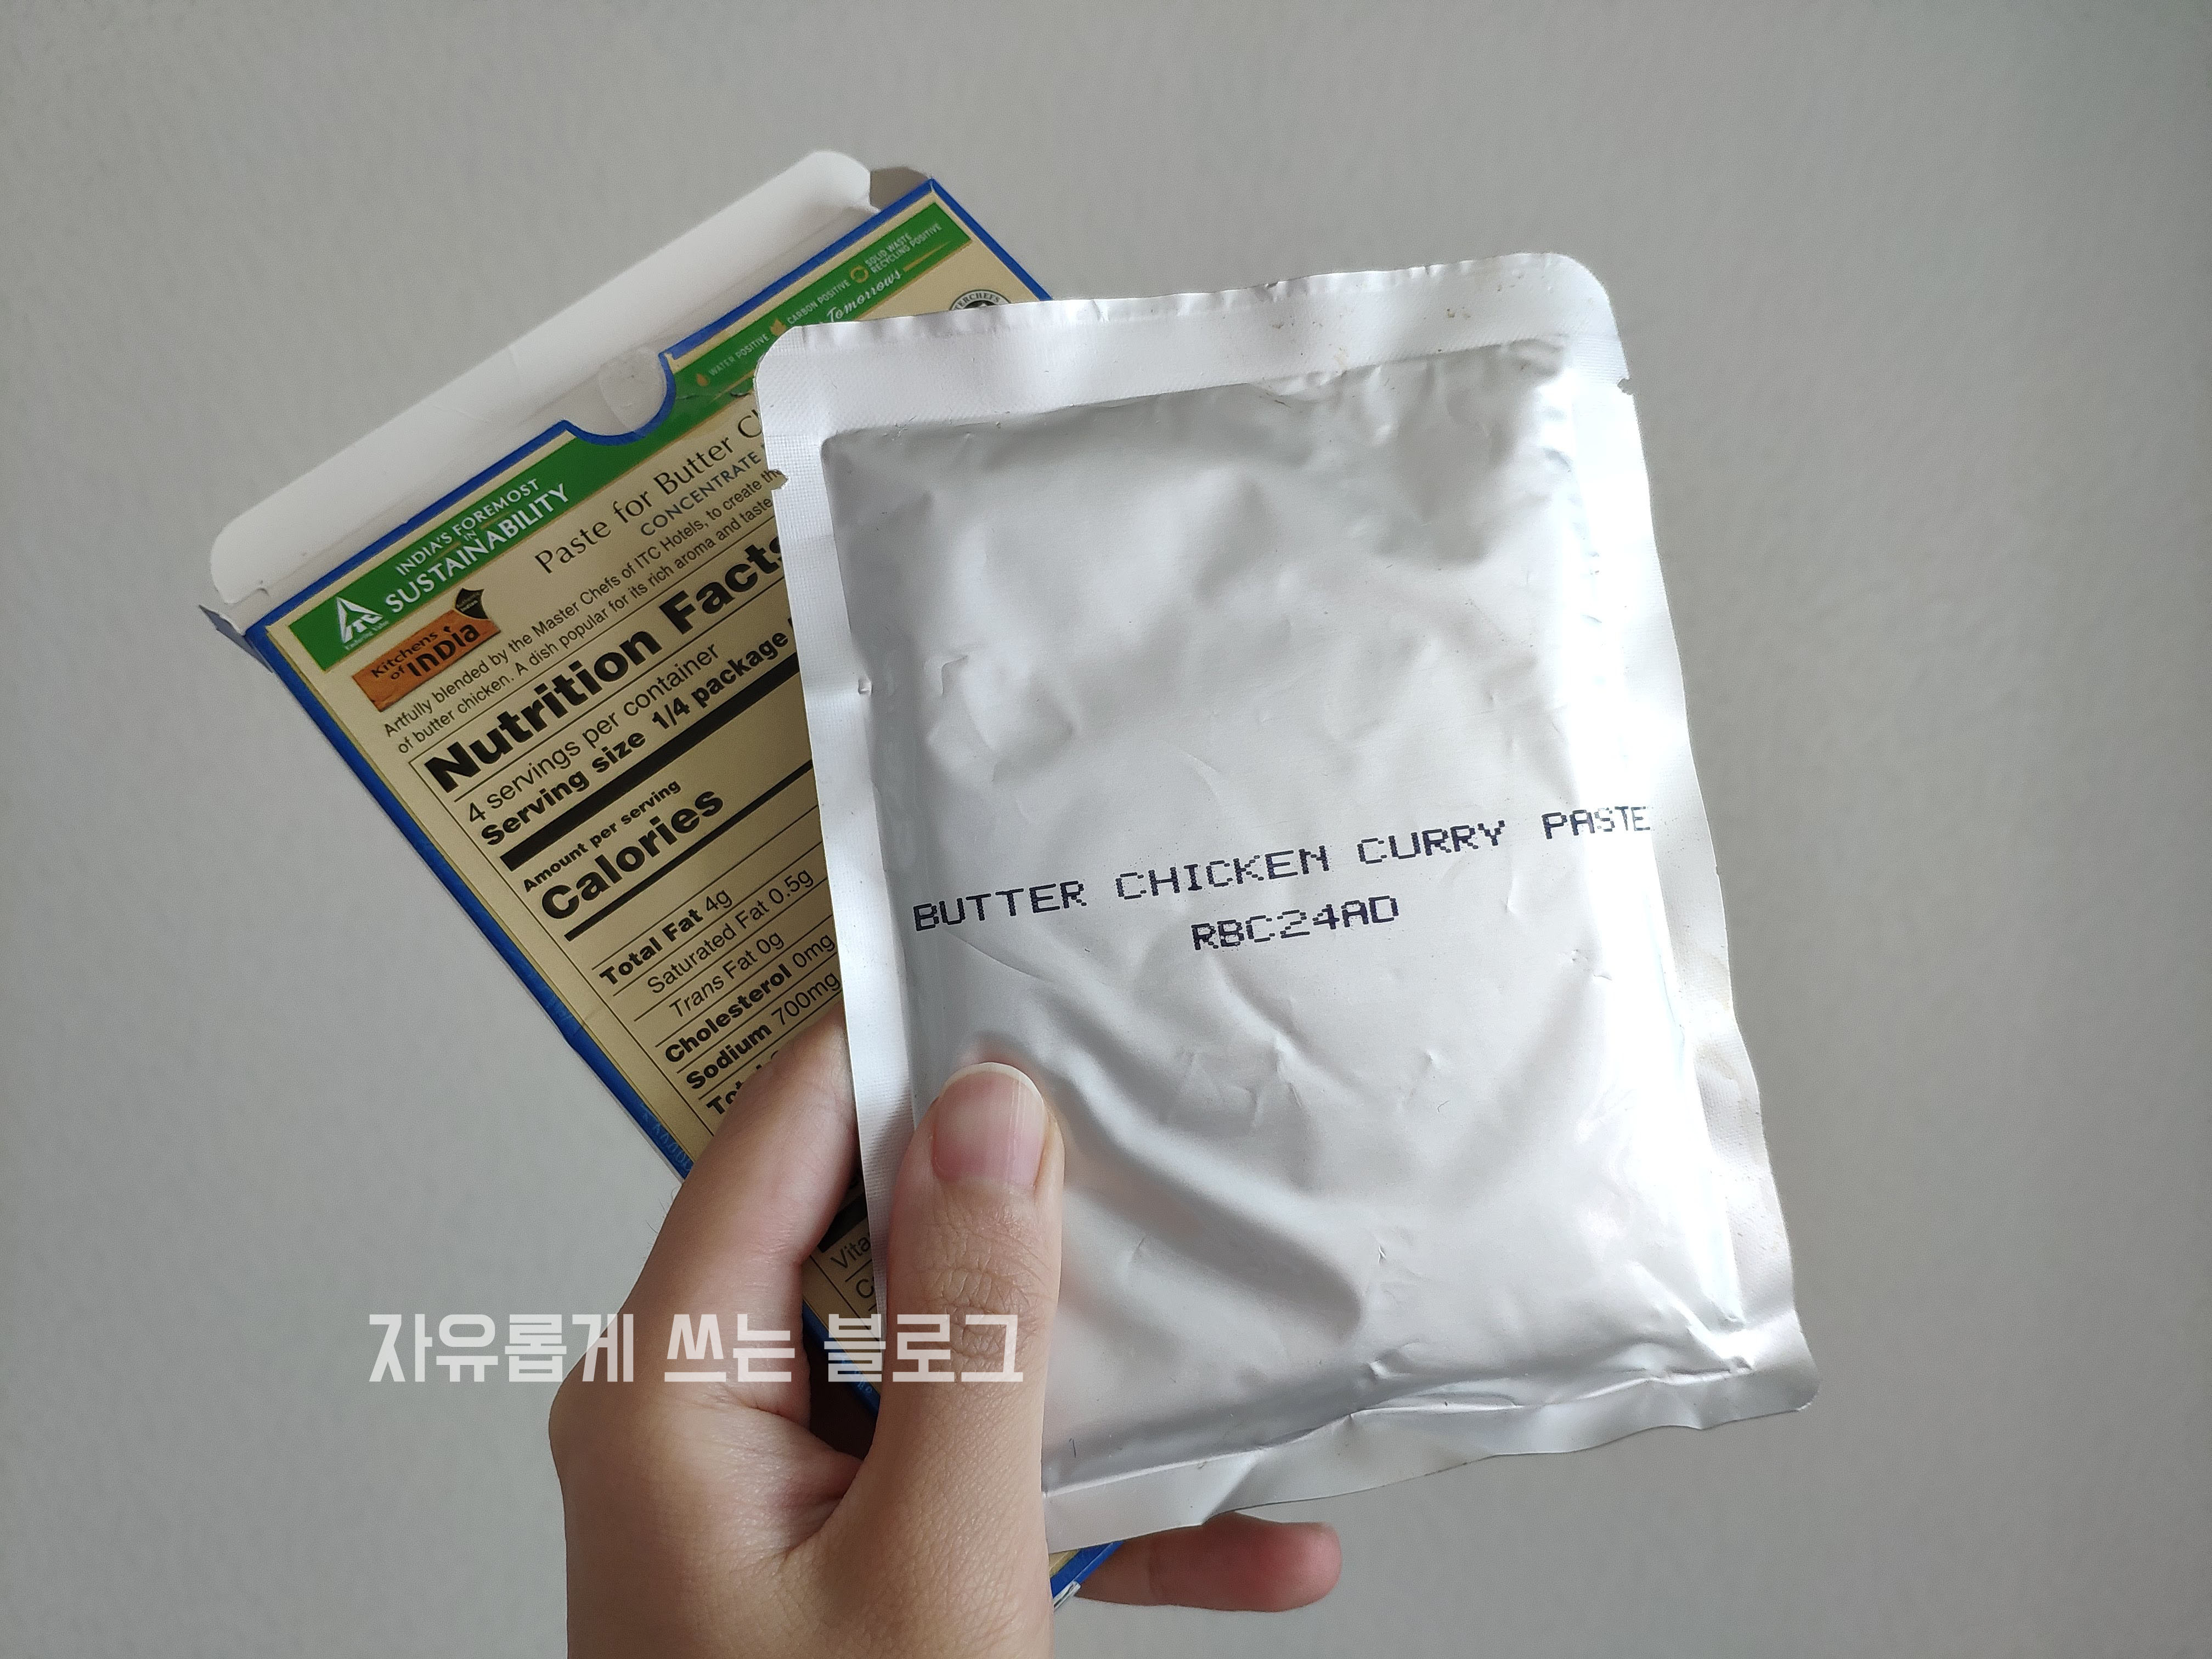 INDIA'S FOREMOST
IN
SUSTAINABILITY
WATER POSITIVE
CARBON POSITIVE
SOLID WASTE
RECYCLING POSITIVE
Tomorrows
ITC
Enduring Value
Kitchens
of INDIA
Paste for Butter
CONCENTRATE
Artfully blended by the Master Chefs of ITC Hotels, to create
of butter chicken. A dish popular for its rich aroma and taste
Nutrition Facts
4 servings per container
Serving size 1/4 package
Amount per serving
Calories
Total Fat 4g
Saturated Fat 0.5g
Trans Fat 0g
Cholesterol 0mg
Sodium 700mg
BUTTER CHICKEN CURRY PASTE
RBC24AD
자유롭게 쓰는 블로그